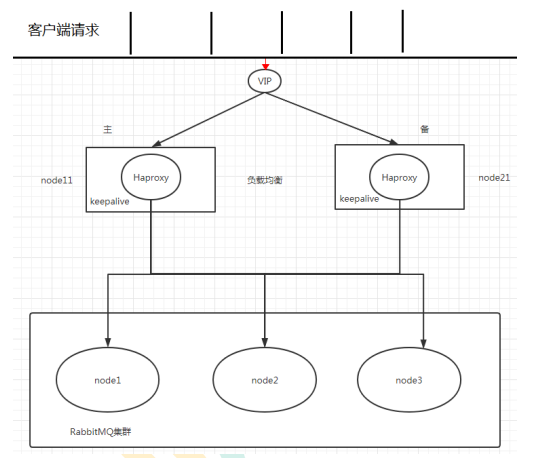 客户端请求
VIP
主
备
Haproxy
keepalive
node11
负载均衡
Haproxy
keepalive
node21
node1
node2
node3
RabbitMQ集群